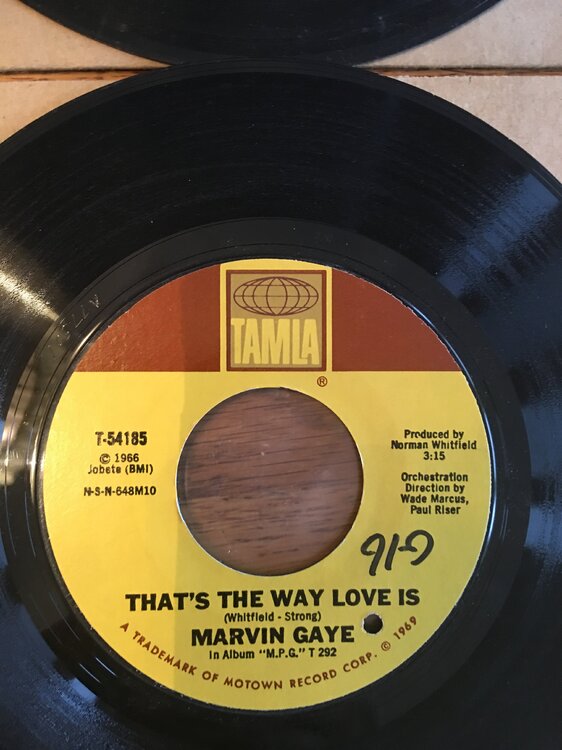 TAMLA
®
T-54185
© 1966
Jobete (BMI)
N-S-N-648M10
Produced by
Norman Whitfield
3:15
Orchestration
Direction by
Wade Marcus,
Paul Riser
THAT'S THE WAY LOVE IS
(Whitfield - Strong)
MARVIN GAYE
In Album "M.P.G." T 292
A TRADEMARK OF MOTOWN RECORD CORP. © 1969